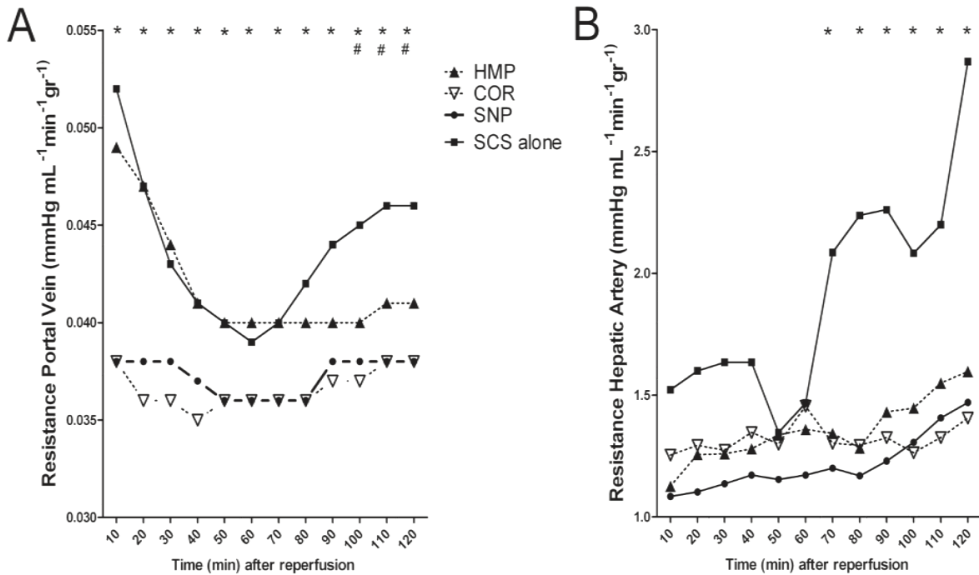 A
Resistance Portal Vein (mmHg mL⁻¹min⁻¹gr⁻¹)
0.055
0.050
0.045
0.040
0.035
0.030
* * * * * * * * * * * *
# # #
10 20 30 40 50 60 70 80 90 100 110 120
Time (min) after reperfusion
HMP
COR
SNP
SCS alone
B
Resistance Hepatic Artery (mmHg mL⁻¹min⁻¹gr⁻¹)
3.0
2.5
2.0
1.5
1.0
* * * * * *
10 20 30 40 50 60 70 80 90 100 110 120
Time (min) after reperfusion